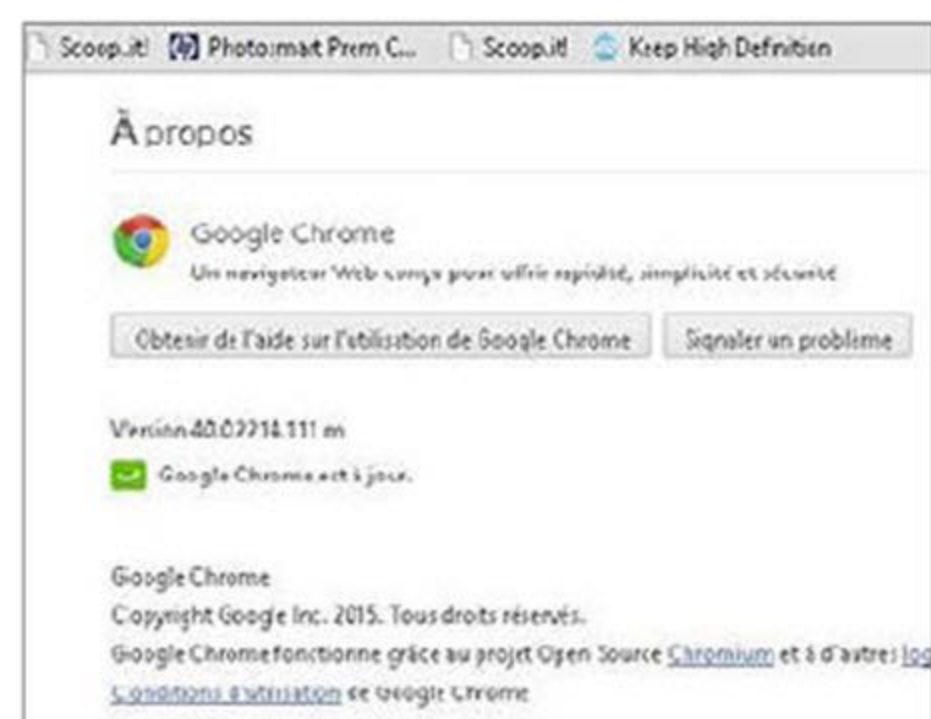 Scoop.it! Photosmart Prem C... Scoop.it! Keep High Definition
À propos
Google Chrome
Un navigateur Web conçu pour offrir rapidité, simplicité et sécurité
Obtenir de l'aide sur l'utilisation de Google Chrome Signaler un problème
Version 40.0.2214.111 m
Google Chrome est à jour.
Google Chrome
Copyright Google Inc. 2015. Tous droits réservés.
Google Chrome fonctionne grâce au projet Open Source Chromium et à d'autres log
Conditions d'utilisation de Google Chrome